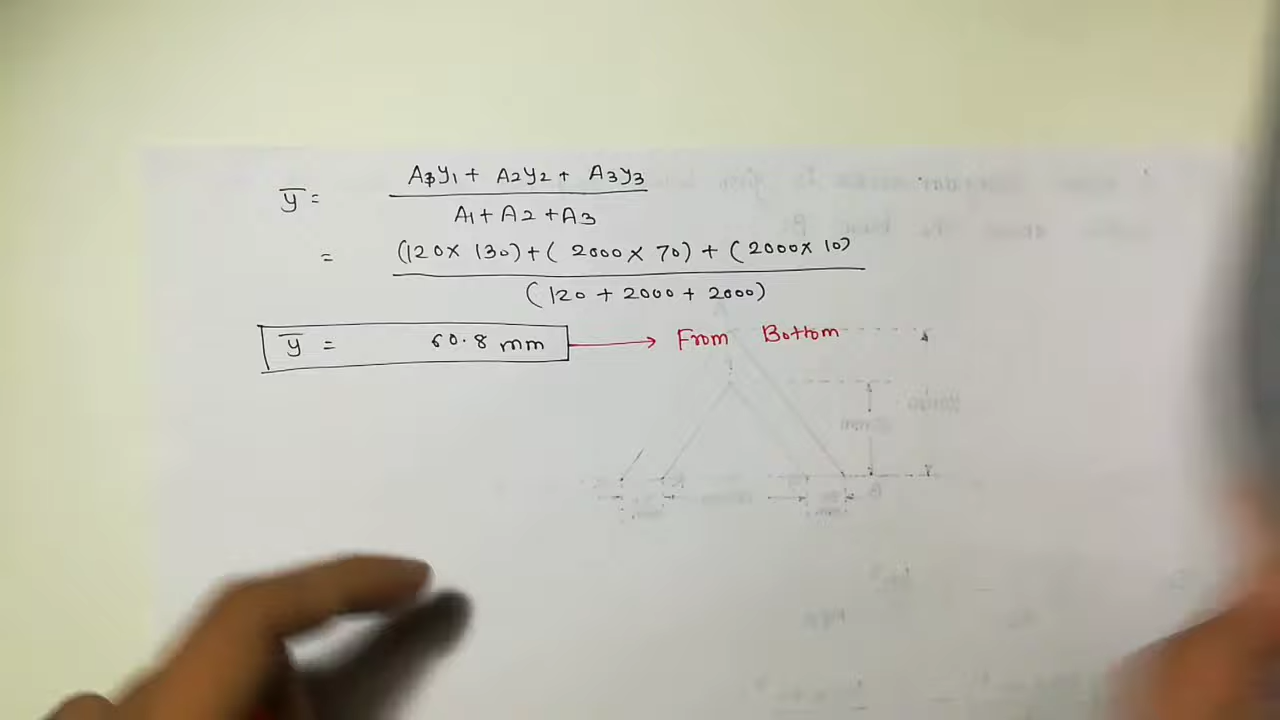 y̅ = A1y1 + A2y2 + A3y3
A1 + A2 + A3
= (120 × 130) + ( 2000 × 70) + (2000 × 10)
(120 + 2000 + 2000)
y̅ = 60.8 mm → From Bottom